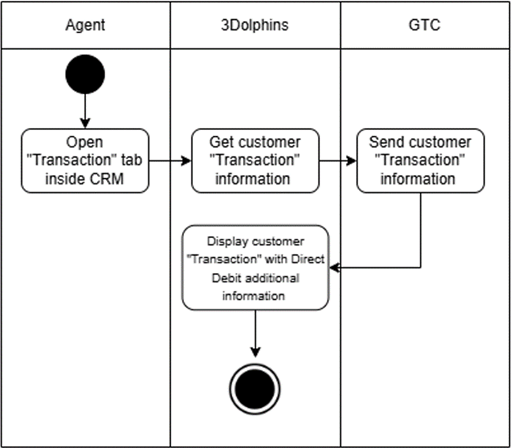 Agent
3Dolphins
GTC
Open
"Transaction" tab
inside CRM
Get customer
"Transaction"
information
Send customer
"Transaction"
information
Display customer
"Transaction" with Direct
Debit additional
information